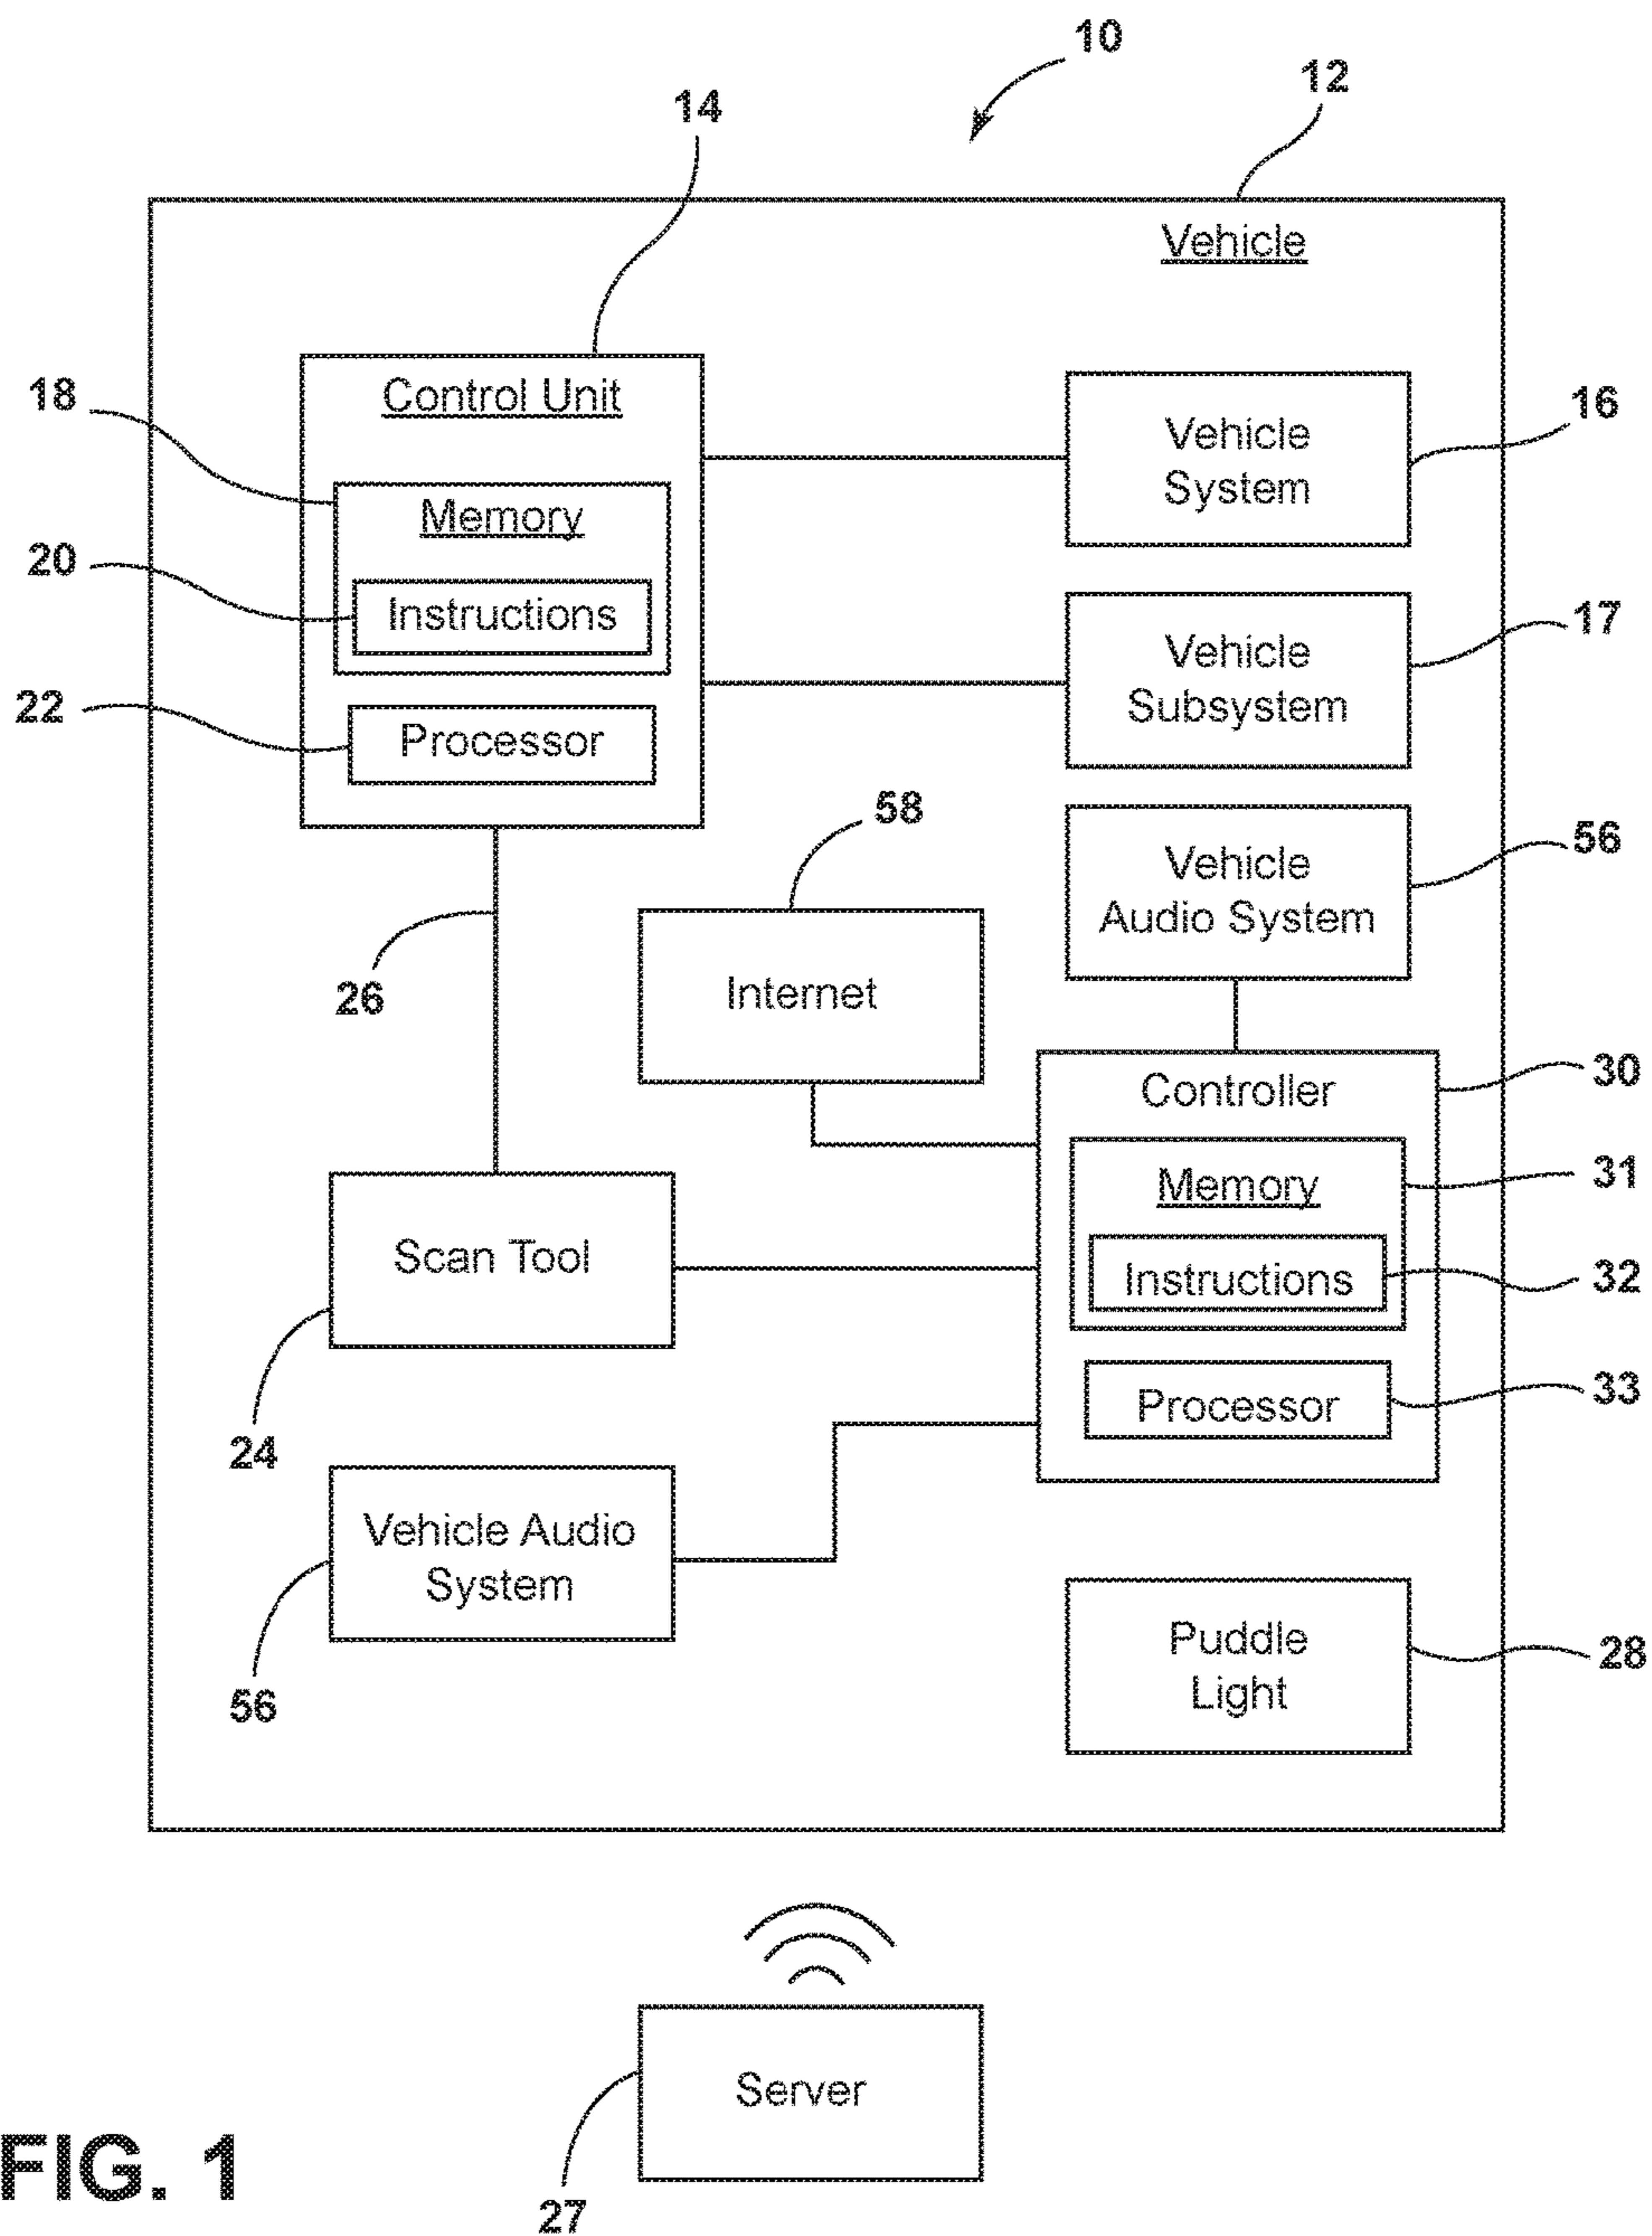 10
12
14
Vehicle
Control Unit
18
Memory
20
Instructions
22
Processor
Vehicle
System
16
Vehicle
Subsystem
17
58
Vehicle
Audio System
56
26
Internet
Controller
30
Memory
31
Instructions
32
Processor
33
Scan Tool
24
Vehicle Audio
System
56
Puddle
Light
28
Server
27
FIG. 1